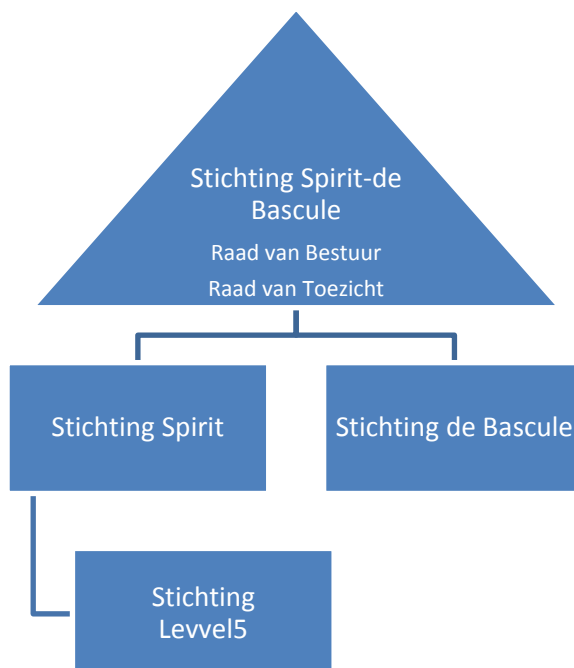 Stichting Spirit-de
Bascule
Raad van Bestuur
Raad van Toezicht
Stichting Spirit
Stichting de Bascule
Stichting
Levvel5